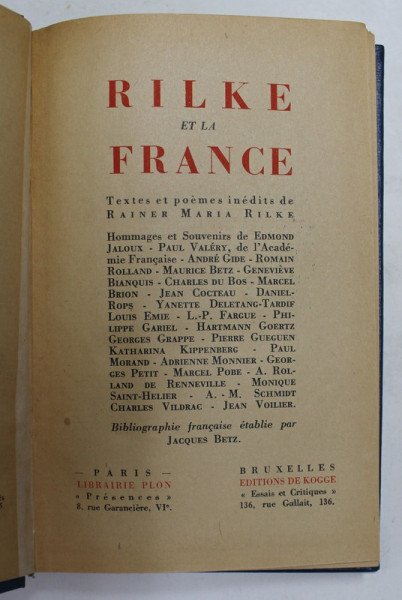 RILKE
ET LA
FRANCE
Textes et poèmes inédits de
RAINER MARIA RILKE
Hommages et Souvenirs de EDMOND
JALOUX - PAUL VALÉRY, de l'Acadé-
mie Française - ANDRÉ GIDE - ROMAIN
ROLLAND - MAURICE BETZ - GENEVIÈVE
BIANQUIS - CHARLES DU BOS - MARCEL
BRION - JEAN COCTEAU - DANIEL-
ROPS - YANETTE DELETANG-TARDIF
LOUIS EMIE - L.-P. FARGUE - PHI-
LIPPE GARIEL - HARTMANN GOERTZ
GEORGES GRAPPE - PIERRE GUEGUEN
KATHARINA KIPPENBERG - PAUL
MORAND - ADRIENNE MONNIER - GEOR-
GES PETIT - MARCEL POBE - A. ROL-
LAND DE RENNEVILLE - MONIQUE
SAINT-HELIER - A. - M. SCHMIDT
CHARLES VILDRAC - JEAN VOILIER.
Bibliographie française établie par
JACQUES BETZ.
— PARIS —
LIBRAIRIE PLON
« Présences »
8, rue Garancière, VIe.
BRUXELLES
EDITIONS DE KOGGE
« Essais et Critiques »
136, rue Gallait, 136.